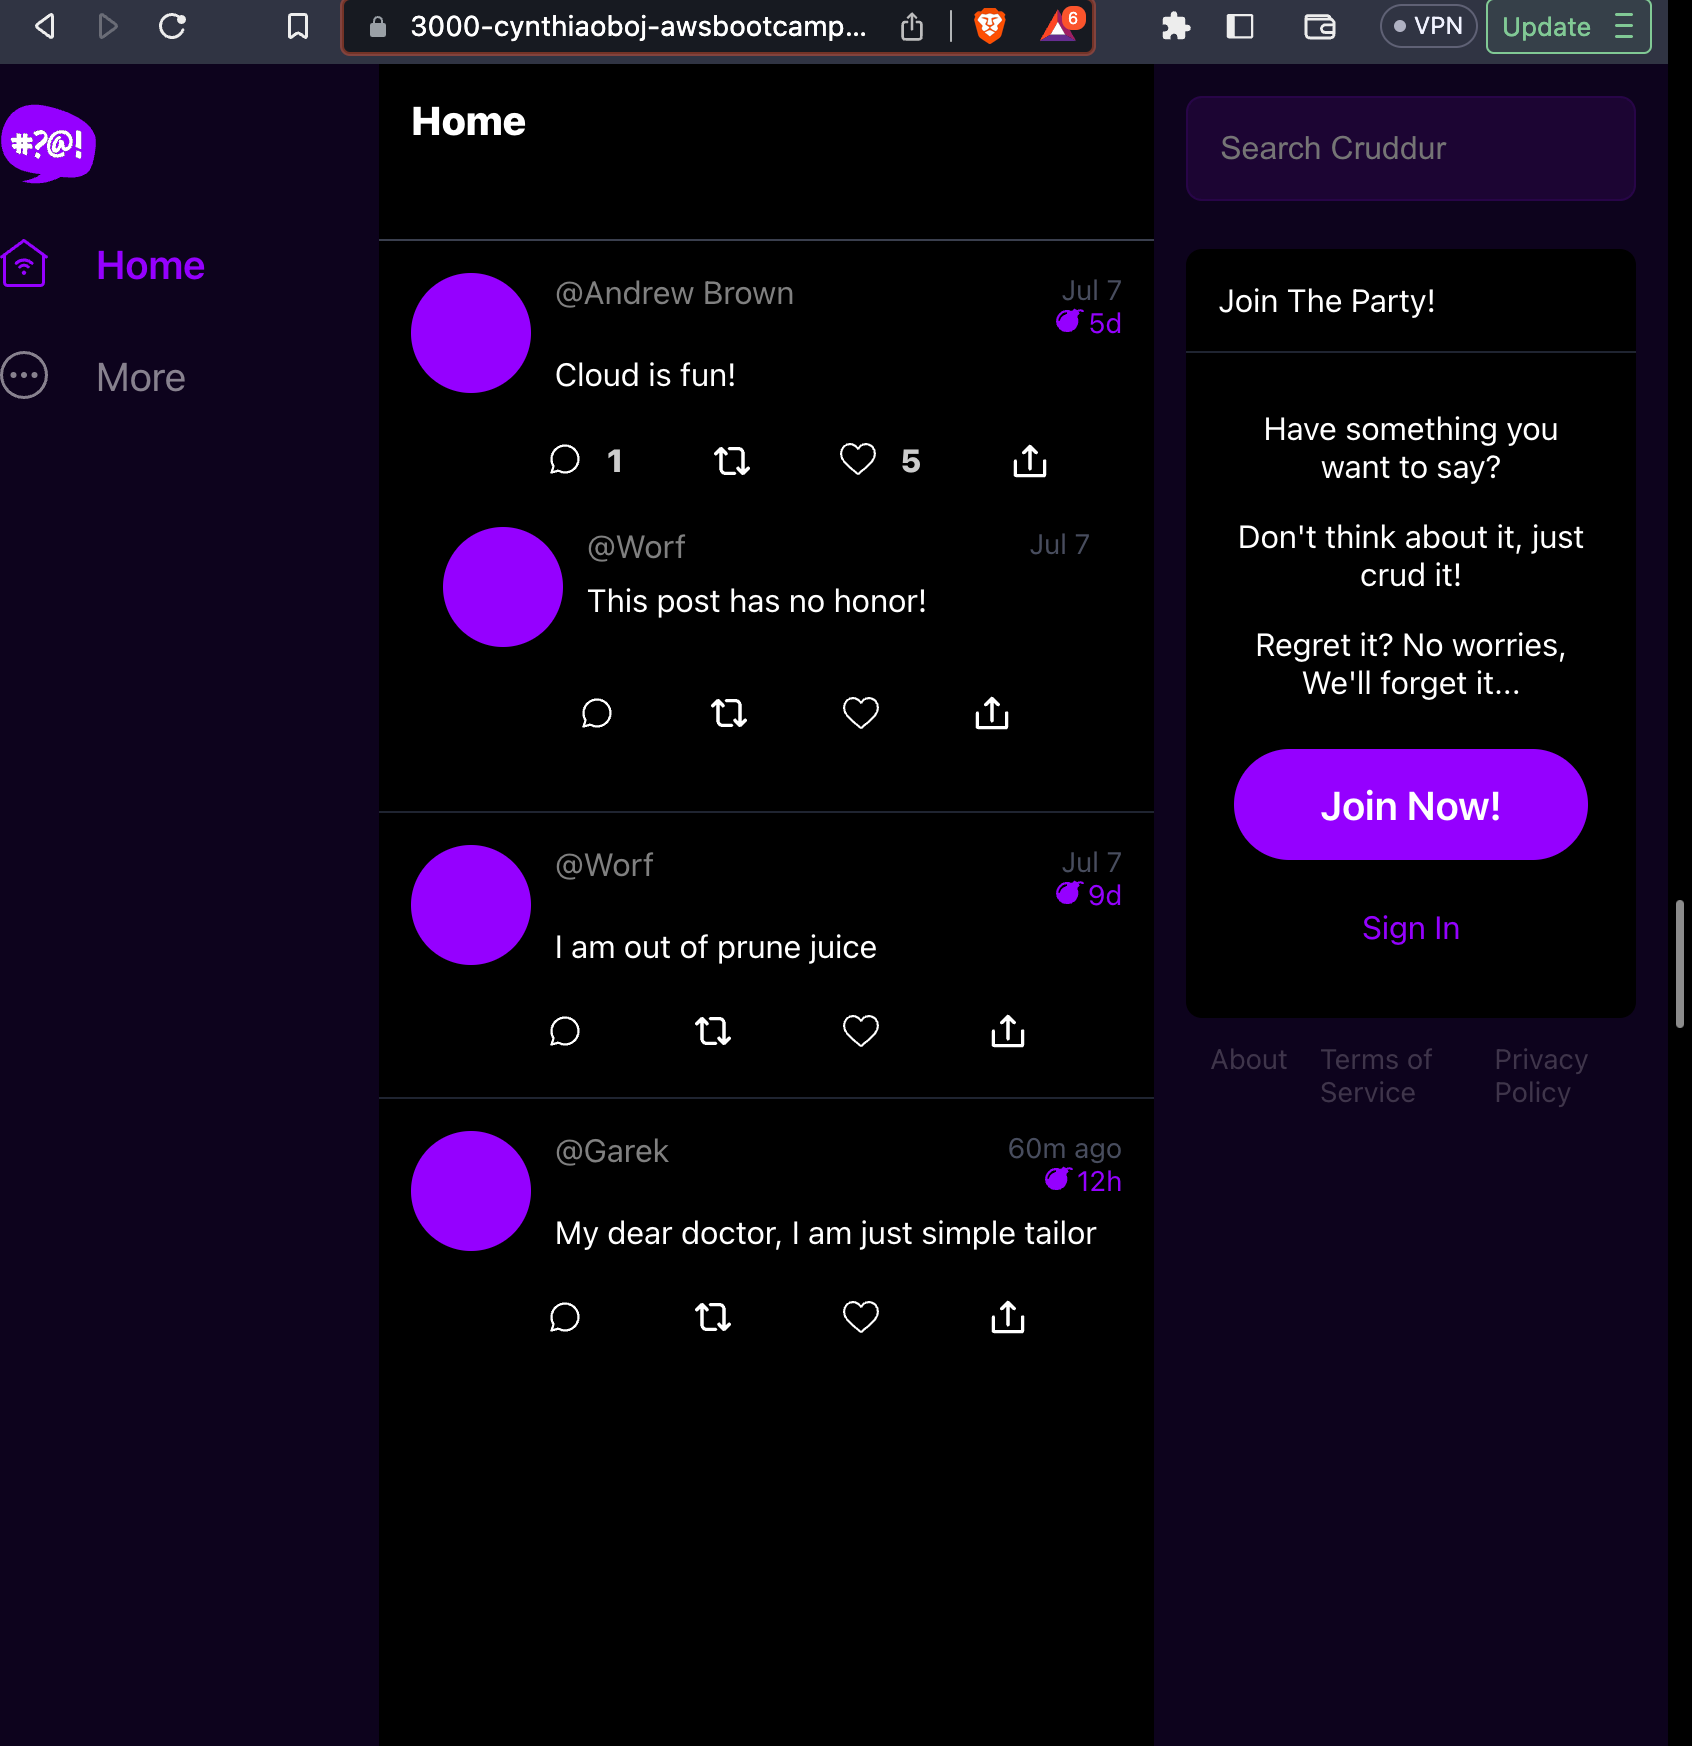 3000-cynthiaoboj-awsbootcamp...
6
VPN
Update
#?@!
Home
More
Home
@Andrew Brown
Jul 7
5d
Cloud is fun!
1
5
@Worf
Jul 7
This post has no honor!
@Worf
Jul 7
9d
I am out of prune juice
@Garek
60m ago
12h
My dear doctor, I am just simple tailor
Search Cruddur
Join The Party!
Have something you
want to say?
Don't think about it, just
crud it!
Regret it? No worries,
We'll forget it...
Join Now!
Sign In
About
Terms of
Service
Privacy
Policy